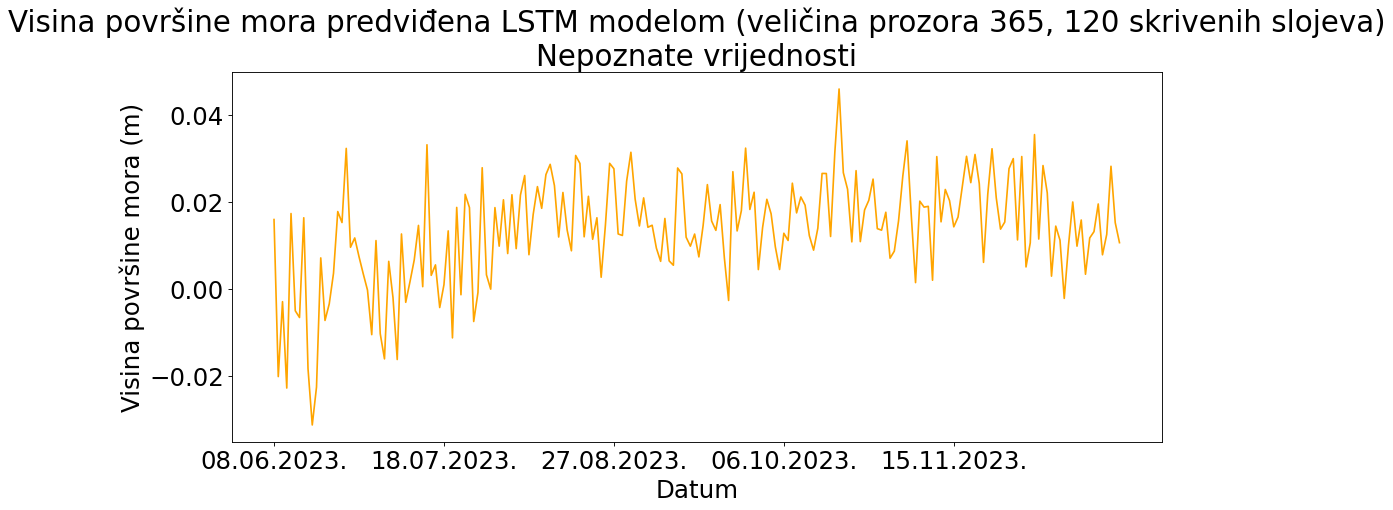 Visina površine mora predviđena LSTM modelom (veličina prozora 365, 120 skrivenih slojeva)
Nepoznate vrijednosti
Visina površine mora (m)
0.04
0.02
0.00
−0.02
08.06.2023. 18.07.2023. 27.08.2023. 06.10.2023. 15.11.2023.
Datum